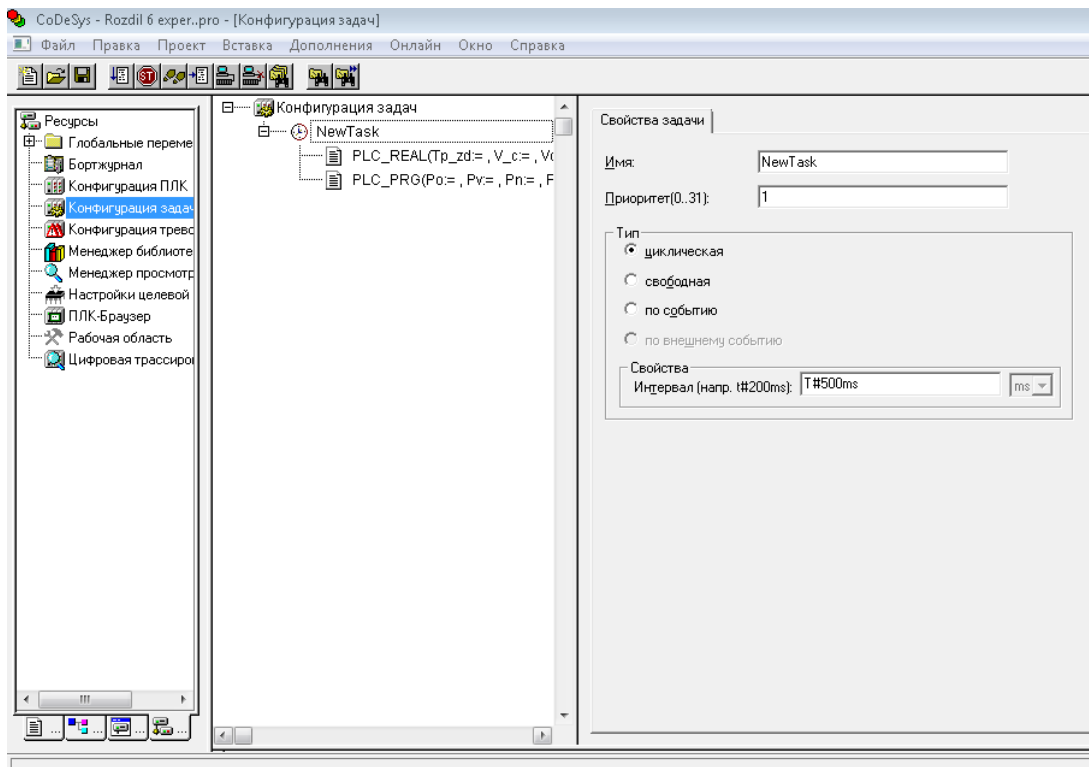 CoDeSys - Rozdil 6 exper..pro - [Конфигурация задач]
Файл Правка Проект Вставка Дополнения Онлайн Окно Справка
Ресурсы
Глобальные переме
Бортжурнал
Конфигурация ПЛК
Конфигурация задач
Конфигурация трево
Менеджер библиоте
Менеджер просмотр
Настройки целевой
ПЛК-Браузер
Рабочая область
Цифровая трассиров
Конфигурация задач
NewTask
PLC_REAL(Tp_zd:= , V_c:= , Vo
PLC_PRG(Po:= , Pv:= , Pn:= , F
Свойства задачи
Имя: NewTask
Приоритет(0..31): 1
Тип
циклическая
свободная
по событию
по внешнему событию
Свойства
Интервал (напр. t#200ms): T#500ms ms